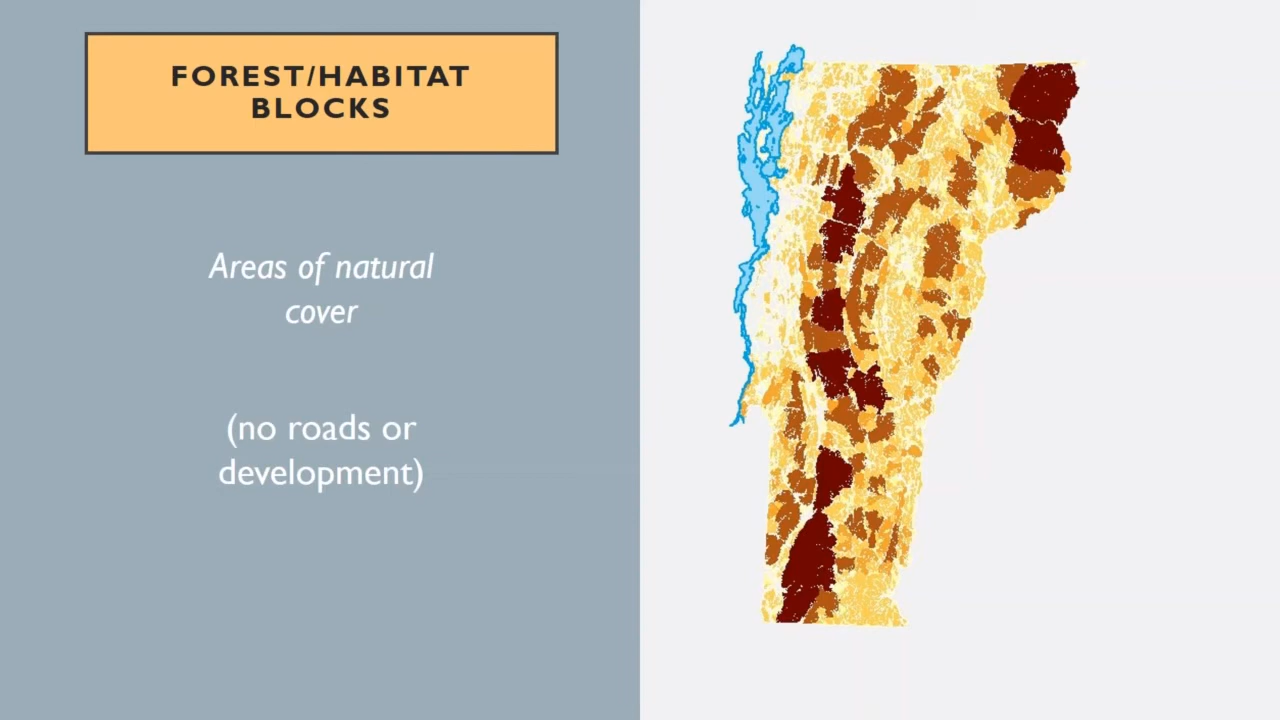 FOREST/HABITAT
BLOCKS
Areas of natural
cover
(no roads or
development)